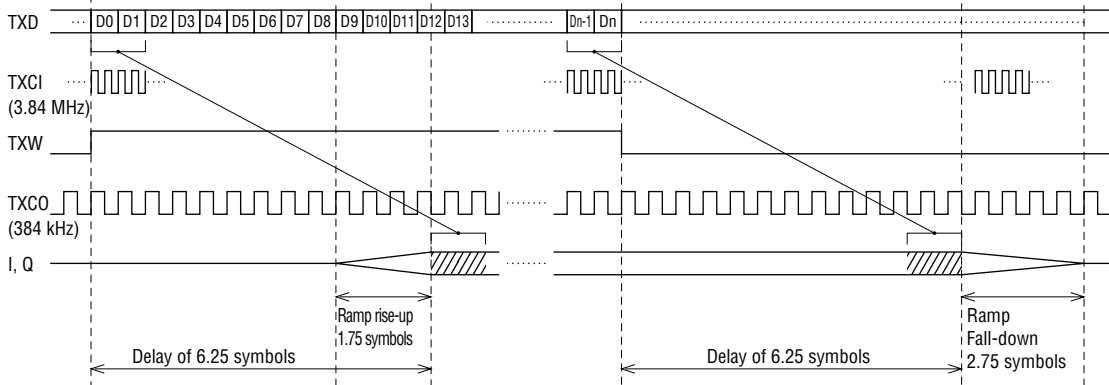 TXD D0 D1 D2 D3 D4 D5 D6 D7 D8 D9 D10 D11 D12 D13 Dn-1 Dn
TXCI
(3.84 MHz)
TXW
TXCO
(384 kHz)
I, Q
Ramp rise-up
1.75 symbols
Ramp
Fall-down
2.75 symbols
Delay of 6.25 symbols
Delay of 6.25 symbols